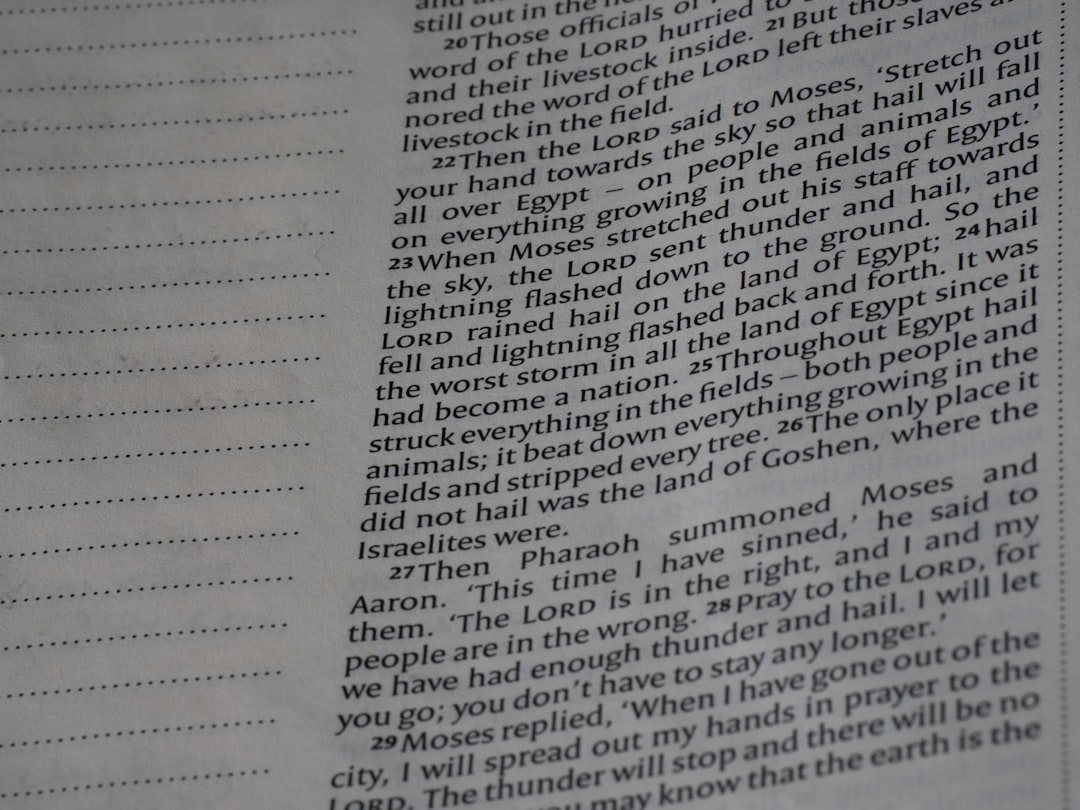 still out in the
20Those officials of
word of the LORD hurried to
and their livestock inside. 21But those
nored the word of the LORD left their slaves
livestock in the field.
22Then the LORD said to Moses, ‘Stretch out
your hand towards the sky so that hail will fall
all over Egypt – on people and animals and
on everything growing in the fields of Egypt.’
23When Moses stretched out his staff towards
the sky, the LORD sent thunder and hail, and
lightning flashed down to the ground. So the
LORD rained hail on the land of Egypt; 24hail
fell and lightning flashed back and forth. It was
the worst storm in all the land of Egypt since it
had become a nation. 25Throughout Egypt hail
struck everything in the fields – both people and
animals; it beat down everything growing in the
fields and stripped every tree. 26The only place it
did not hail was the land of Goshen, where the
Israelites were.
27Then Pharaoh summoned Moses and
Aaron. ‘This time I have sinned,’ he said to
them. ‘The LORD is in the right, and I and my
people are in the wrong. 28Pray to the LORD, for
we have had enough thunder and hail. I will let
you go; you don’t have to stay any longer.’
29Moses replied, ‘When I have gone out of the
city, I will spread out my hands in prayer to the
LORD. The thunder will stop and there will be no
you may know that the earth is the